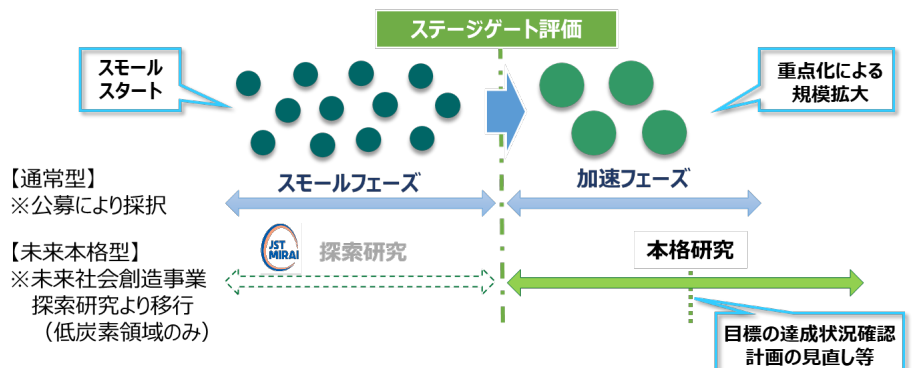 ステージゲート評価
スモール
スタート
重点化による
規模拡大
【通常型】
※公募により採択
スモールフェーズ
加速フェーズ
【未来本格型】
※未来社会創造事業
探索研究より移行
(低炭素領域のみ)
JST
MIRAI
探索研究
本格研究
目標の達成状況確認
計画の見直し等